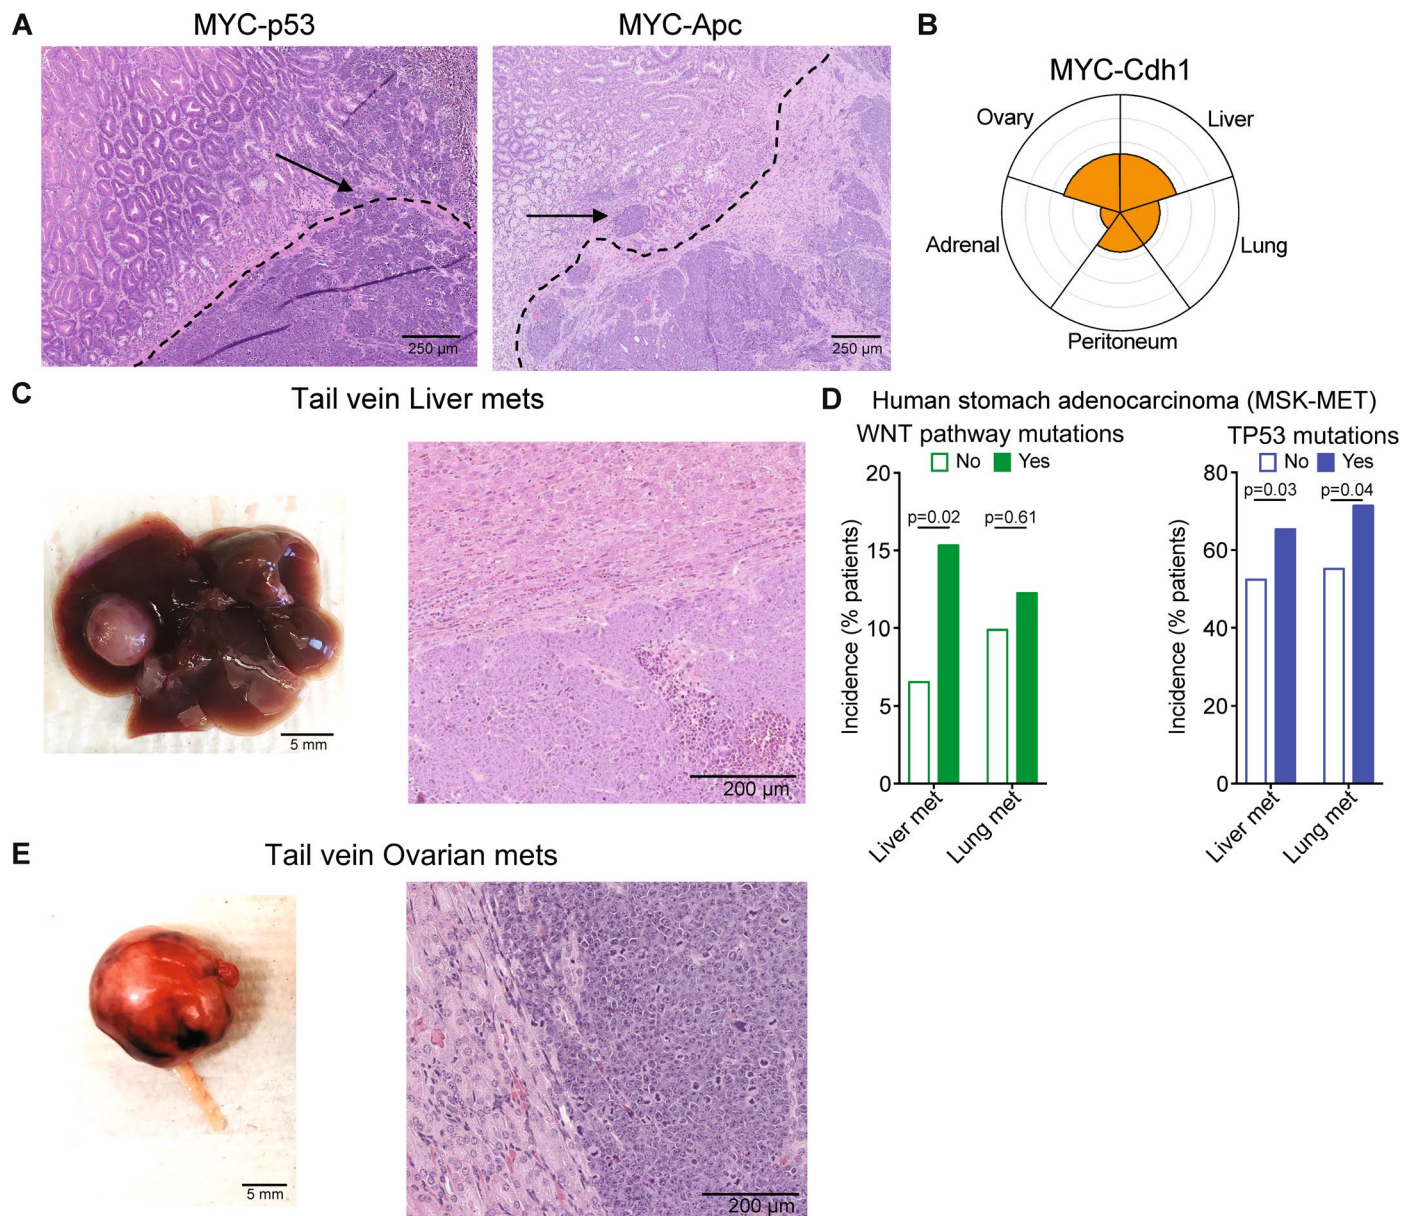 A
MYC-p53
MYC-Apc
250 µm
250 µm
B
MYC-Cdh1
Ovary
Liver
Adrenal
Lung
Peritoneum
C
Tail vein Liver mets
5 mm
200 µm
D
Human stomach adenocarcinoma (MSK-MET)
WNT pathway mutations
No Yes
Incidence (% patients)
20
15
10
5
0
p=0.02
p=0.61
Liver met
Lung met
TP53 mutations
No Yes
Incidence (% patients)
80
60
40
20
0
p=0.03
p=0.04
Liver met
Lung met
E
Tail vein Ovarian mets
5 mm
200 µm